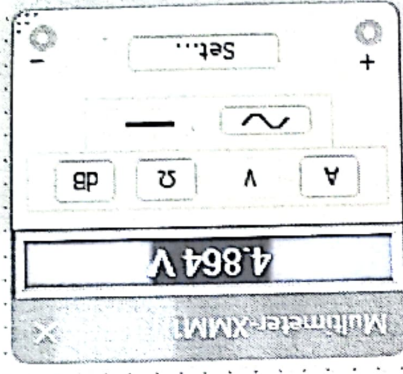 Multimeter-XMM1
4.864 V
A V Ω dB
Set...
+ -